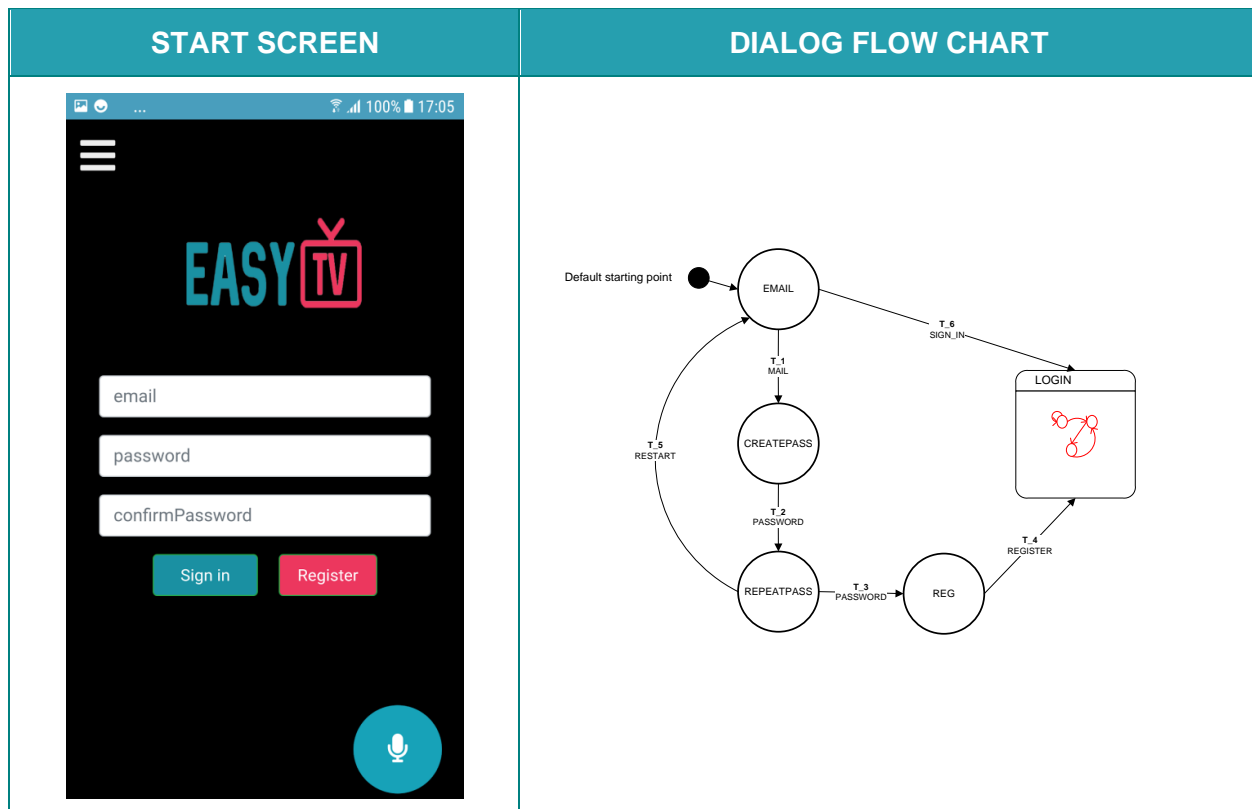 START SCREEN
DIALOG FLOW CHART
... 100% 17:05
EASY TV
email
password
confirmPassword
Sign in
Register
Default starting point
EMAIL
T_6
SIGN_IN
T_1
MAIL
LOGIN
CREATEPASS
T_5
RESTART
T_2
PASSWORD
T_4
REGISTER
REPEATPASS
T_3
PASSWORD
REG